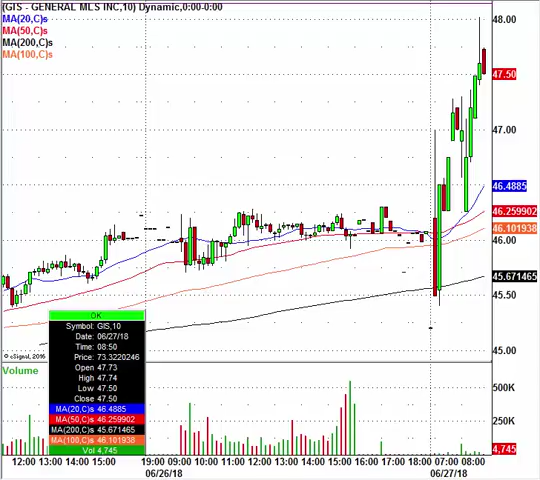 (GIS - GENERAL MLS INC,10) Dynamic,0:00-0:00
MA(20,C)s
MA(50,C)s
MA(200,C)s
MA(100,C)s
48.00
47.50
47.00
46.4885
46.259902
46.101938
46.00
45.671465
45.50
45.00
© eSignal, 2016
OK
Symbol: GIS,10
Date: 06/27/18
Time: 08:50
Price: 73.3220246
Open 47.73
High 47.74
Low 47.50
Close 47.50
MA(20,C)s 46.4885
MA(50,C)s 46.259902
MA(200,C)s 45.671465
MA(100,C)s 46.101938
Vol 4,745
Volume
500K
250K
4,745
12:00 13:00 14:00 15:00 19:00 09:00 10:00 11:00 12:00 13:00 14:00 15:00 16:00 17:00 18:00 07:00 08:00
06/26/18 06/27/18